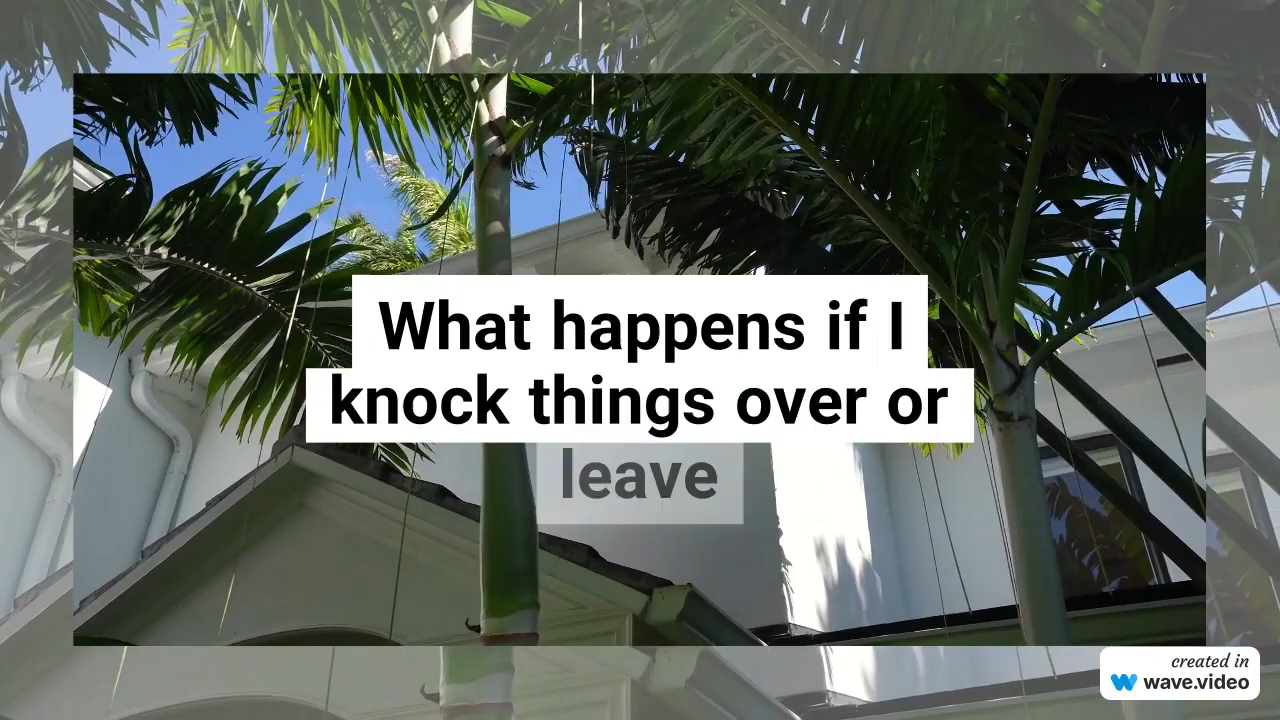 What happens if I
knock things over or
leave
created in
wave.video